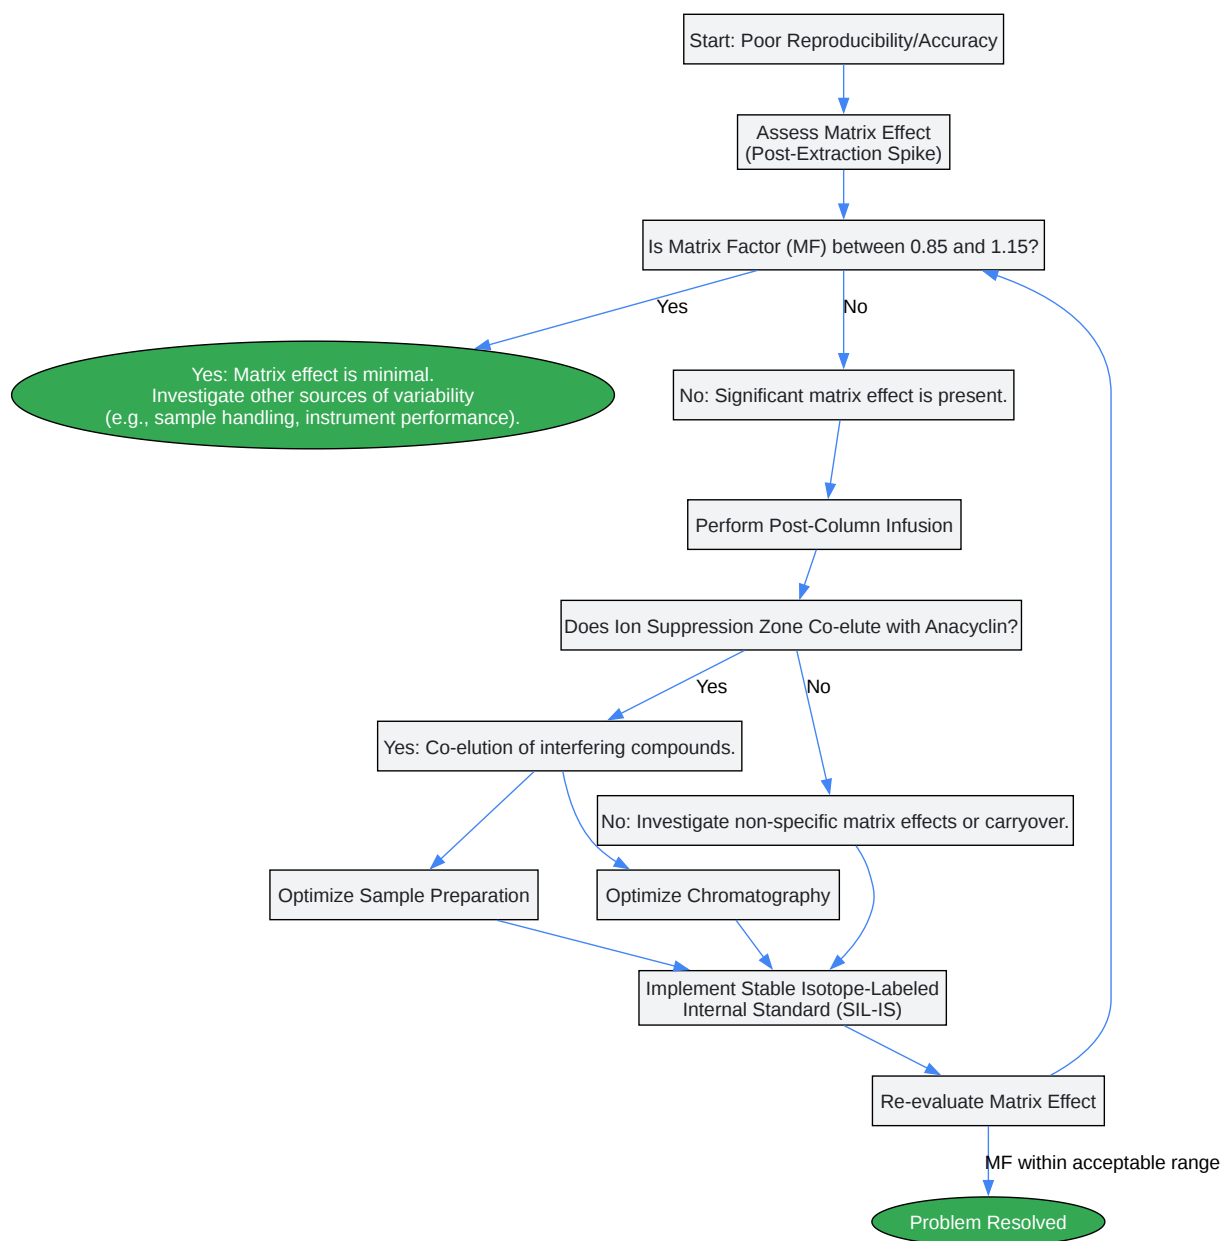 Start: Poor Reproducibility/Accuracy
Assess Matrix Effect
(Post-Extraction Spike)
Is Matrix Factor (MF) between 0.85 and 1.15?
Yes
No
Yes: Matrix effect is minimal.
Investigate other sources of variability
(e.g., sample handling, instrument performance).
No: Significant matrix effect is present.
Perform Post-Column Infusion
Does Ion Suppression Zone Co-elute with Anacyclin?
Yes
No
Yes: Co-elution of interfering compounds.
No: Investigate non-specific matrix effects or carryover.
Optimize Sample Preparation
Optimize Chromatography
Implement Stable Isotope-Labeled
Internal Standard (SIL-IS)
Re-evaluate Matrix Effect
MF within acceptable range
Problem Resolved